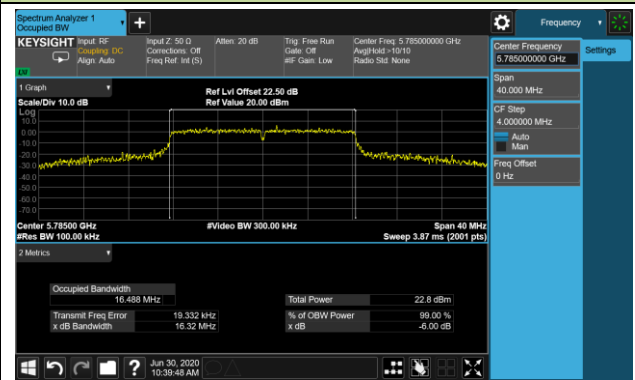 Spectrum Analyzer 1
Occupied BW
Frequency
KEYSIGHT Input: RF
Coupling: DC
Align: Auto
Input Z: 50 Ω
Corrections: Off
Freq Ref: Int (S)
Atten: 20 dB
Trig: Free Run
Gate: Off
#IF Gain: Low
Center Freq: 5.785000000 GHz
Avg|Hold:>10/10
Radio Std: None
Center Frequency
5.785000000 GHz
Settings
Span
40.000 MHz
CF Step
4.000000 MHz
Auto
Man
Freq Offset
0 Hz
1 Graph
Scale/Div 10.0 dB
Ref Lvl Offset 22.50 dB
Ref Value 20.00 dBm
Log
10.0
0.00
-10.0
-20.0
-30.0
-40.0
-50.0
-60.0
-70.0
Center 5.78500 GHz
#Res BW 100.00 kHz
#Video BW 300.00 kHz
Span 40 MHz
Sweep 3.87 ms (2001 pts)
2 Metrics
Occupied Bandwidth
16.488 MHz
Transmit Freq Error 19.332 kHz
x dB Bandwidth 16.32 MHz
Total Power 22.8 dBm
% of OBW Power 99.00 %
x dB -6.00 dB
Jun 30, 2020
10:39:48 AM